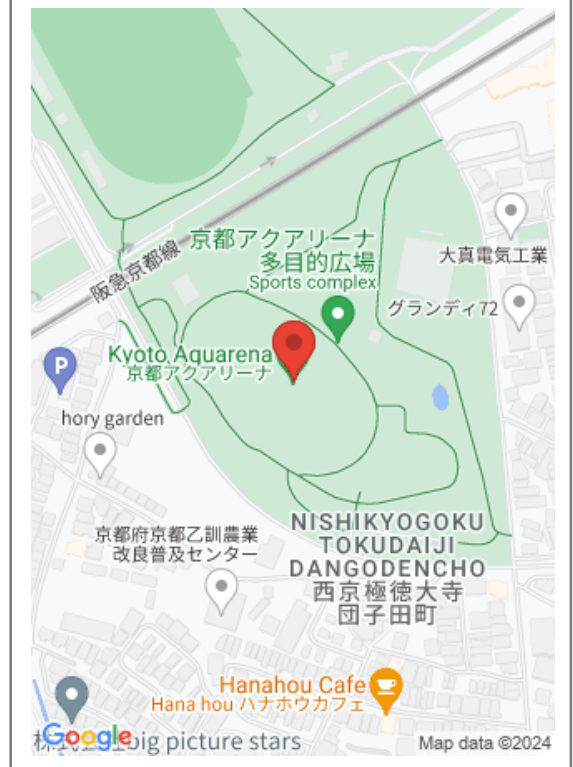 京都アクアリーナ
多目的広場
Sports complex
大真電気工業
阪急京都線
グランディ72
Kyoto Aquarena
京都アクアリーナ
P
hory garden
京都府京都乙訓農業
改良普及センター
NISHIKYOGOKU
TOKUDAIJI
DANGODENCHO
西京極徳大寺
団子田町
Hanahou Cafe
Hana hou ハナホウカフェ
big picture stars
Google
Map data ©2024